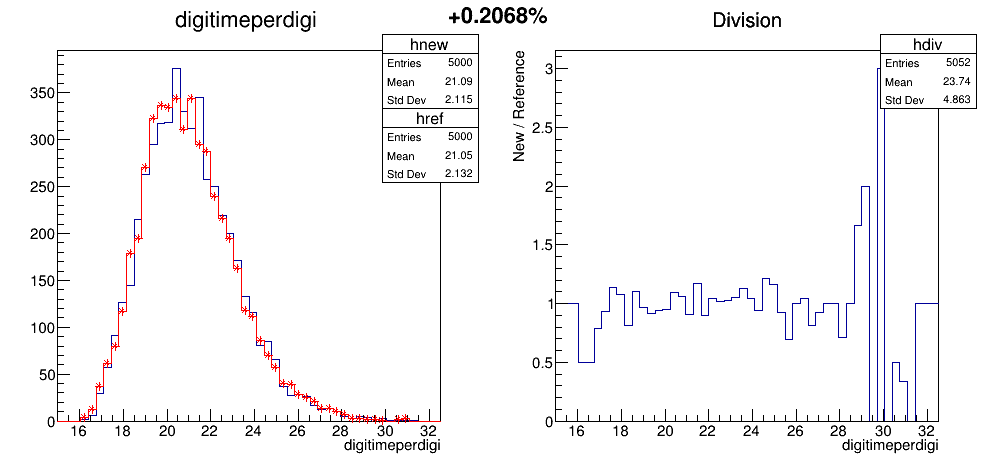 digitimeperdigi
+0.2068%
Division
hnew
Entries 5000
Mean 21.09
Std Dev 2.115
href
Entries 5000
Mean 21.05
Std Dev 2.132
350
300
250
200
150
100
50
0
16 18 20 22 24 26 28 30 32
digitimeperdigi
hdiv
Entries 5052
Mean 23.74
Std Dev 4.863
New / Reference
3
2.5
2
1.5
1
0.5
0
16 18 20 22 24 26 28 30 32
digitimeperdigi